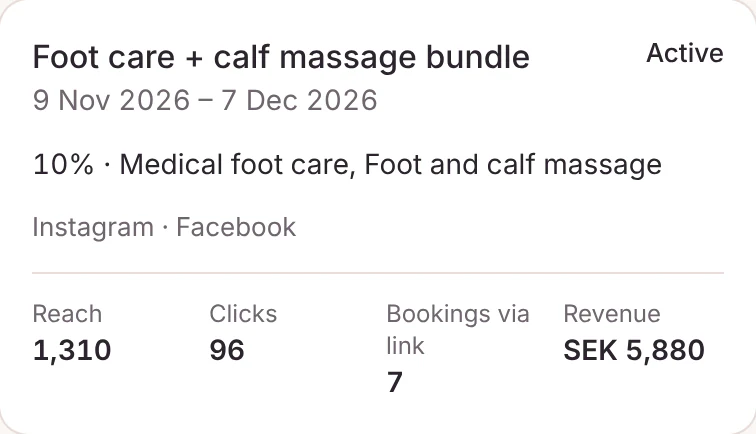 Foot care + calf massage bundle
Active
9 Nov 2026 – 7 Dec 2026
10% · Medical foot care, Foot and calf massage
Instagram · Facebook
Reach
1,310
Clicks
96
Bookings via
link
7
Revenue
SEK 5,880